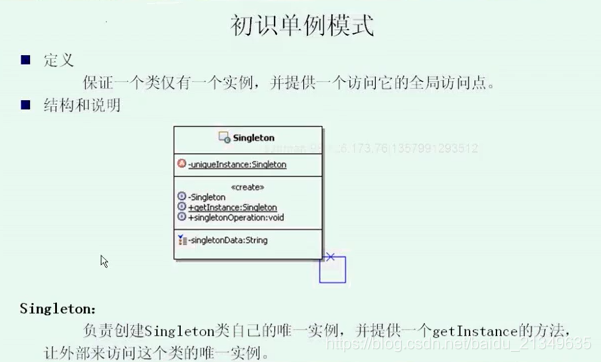 初识单例模式
定义
保证一个类仅有一个实例，并提供一个访问它的全局访问点。
结构和说明
Singleton
-uniqueInstance:Singleton
«create»
-Singleton
+getInstance:Singleton
+singletonOperation:void
-singletonData:String
173.76:1357991293512
Singleton：
负责创建Singleton类自己的唯一实例，并提供一个getInstance的方法，
让外部来访问这个类的唯一实例。
https://blog.csdn.net/baidu_21349635